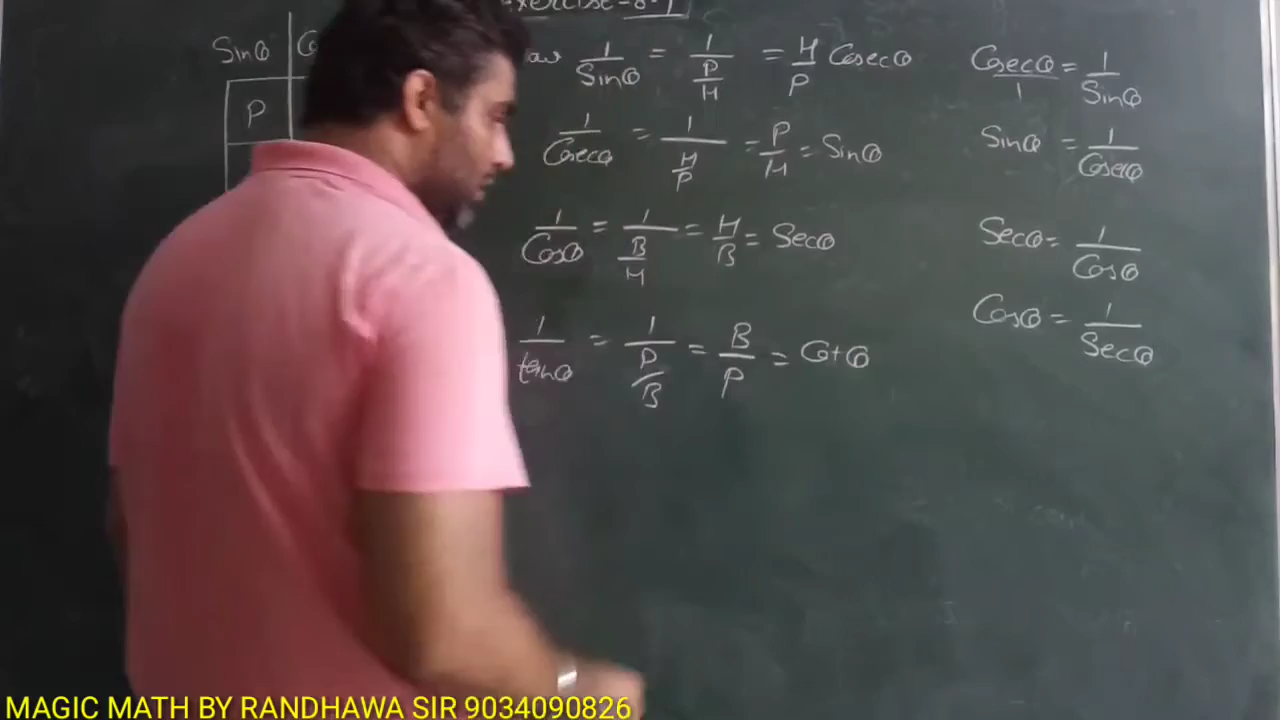 Exercise-8.1
Sinθ
P
1/Sinθ = 1/(P/H) = H/P Cosecθ
1/Cosecθ = 1/(H/P) = P/H = Sinθ
1/Cosθ = 1/(B/H) = H/B = Secθ
1/tanθ = 1/(P/B) = B/P = Cotθ
Cosecθ/1 = 1/Sinθ
Sinθ = 1/Cosecθ
Secθ = 1/Cosθ
Cosθ = 1/Secθ
MAGIC MATH BY RANDHAWA SIR 9034090826